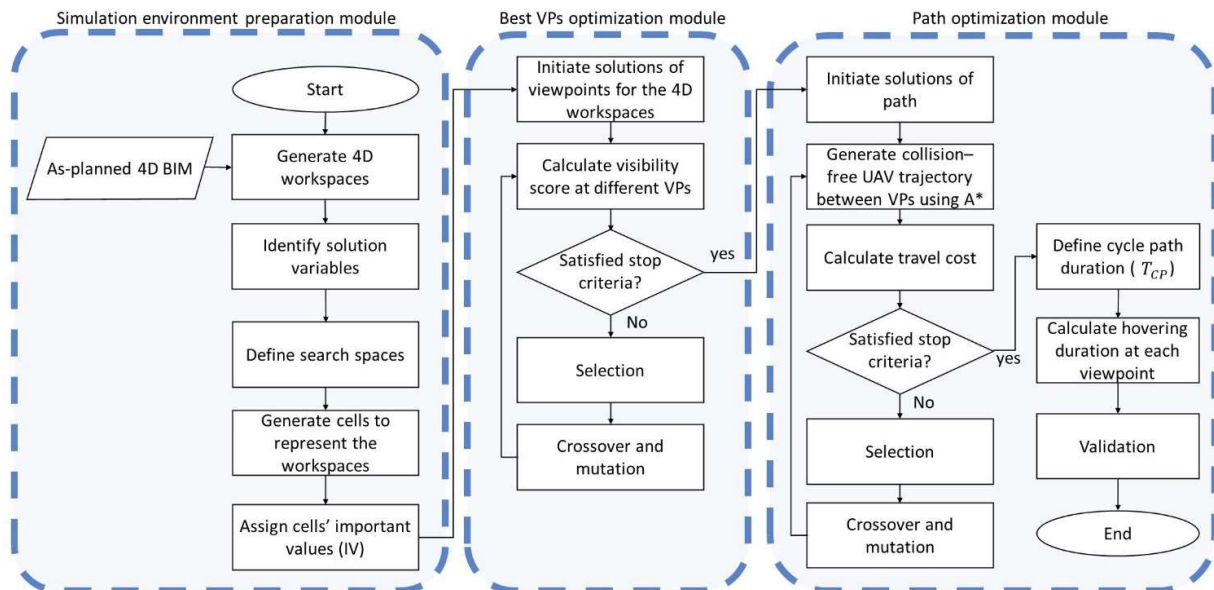 Simulation environment preparation module
Start
As-planned 4D BIM
Generate 4D
workspaces
Identify solution
variables
Define search spaces
Generate cells to
represent the
workspaces
Assign cells' important
values (IV)
Best VPs optimization module
Initiate solutions of
viewpoints for the 4D
workspaces
Calculate visibility
score at different VPs
Satisfied stop
criteria?
yes
No
Selection
Crossover and
mutation
Path optimization module
Initiate solutions of
path
Generate collision–
free UAV trajectory
between VPs using A*
Calculate travel cost
Satisfied stop
criteria?
yes
No
Selection
Crossover and
mutation
Define cycle path
duration ( T_CP)
Calculate hovering
duration at each
viewpoint
Validation
End